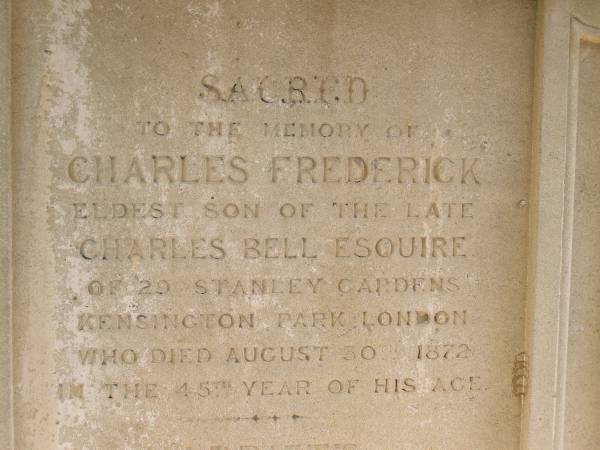 SACRED
TO THE MEMORY OF
CHARLES FREDERICK
ELDEST SON OF THE LATE
CHARLES BELL ESQUIRE
OF 29 STANLEY GARDENS
KENSINGTON PARK LONDON
WHO DIED AUGUST 30 1872
IN THE 45TH YEAR OF HIS AGE